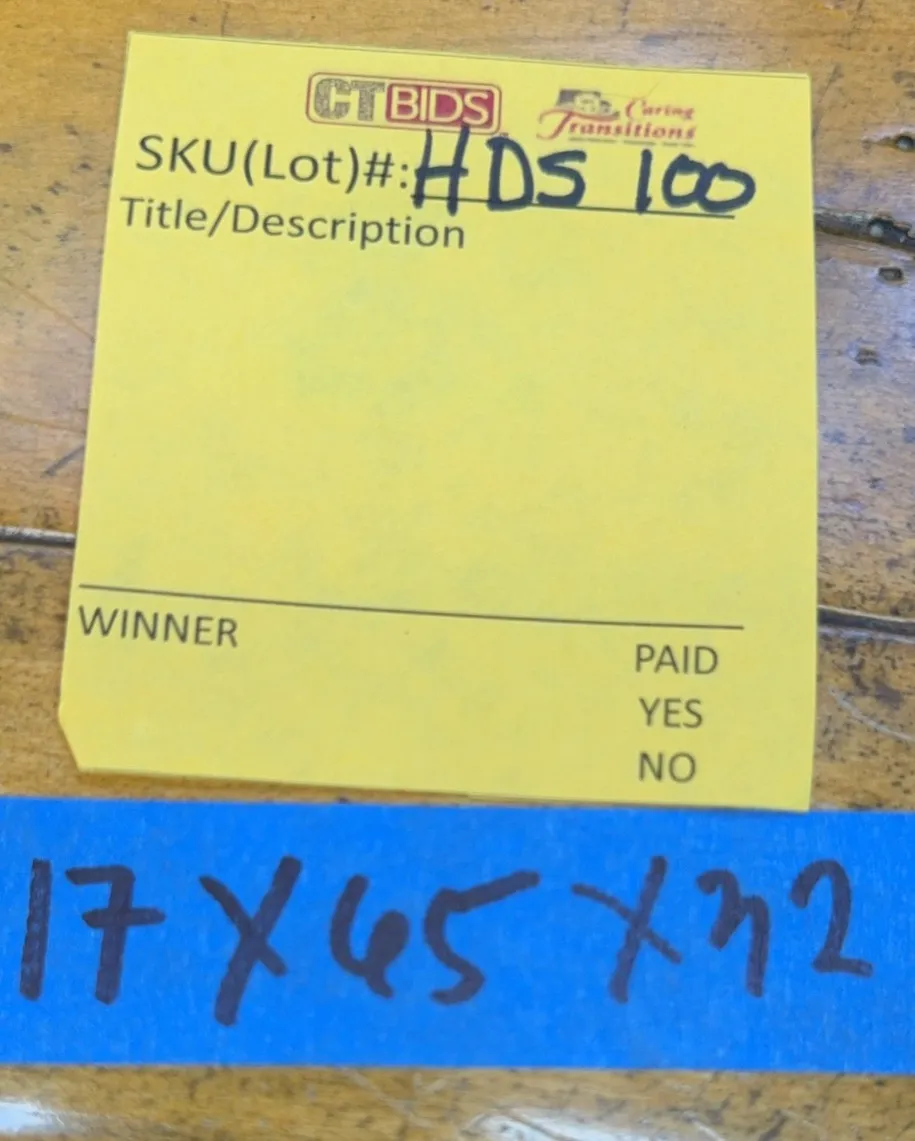 CTBIDS
Caring Transitions
SKU(Lot)#: HDS 100
Title/Description
WINNER
PAID
YES
NO
17 X 65 X 32